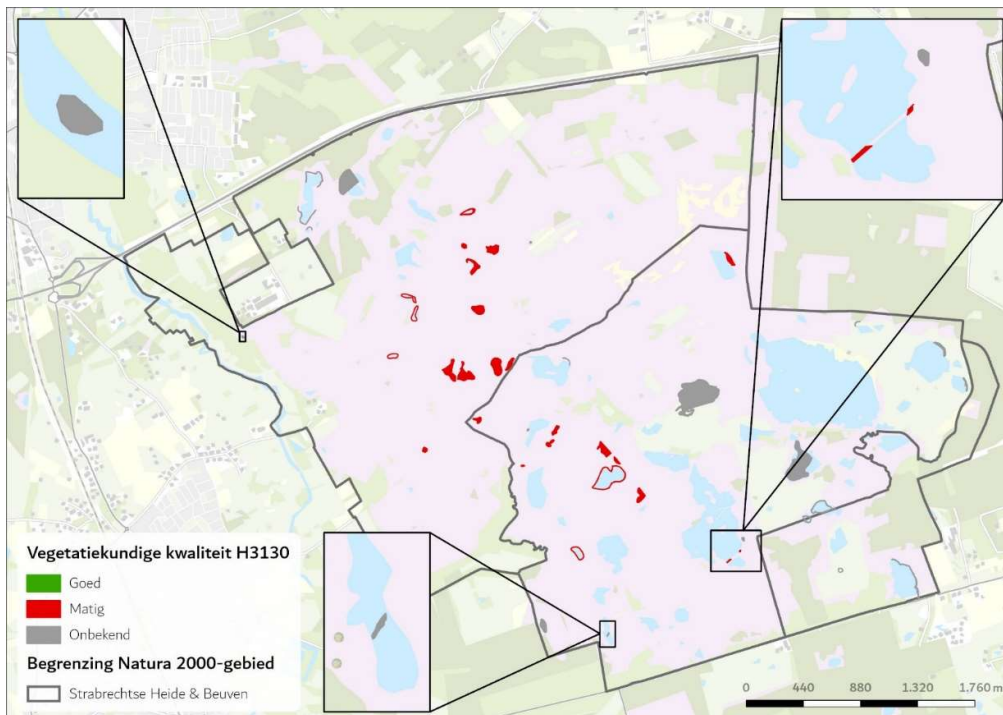 Vegetatiekundige kwaliteit H3130
Goed
Matig
Onbekend
Begrenzing Natura 2000-gebied
Strabrechtse Heide & Beuven
0 440 880 1.320 1.760 m